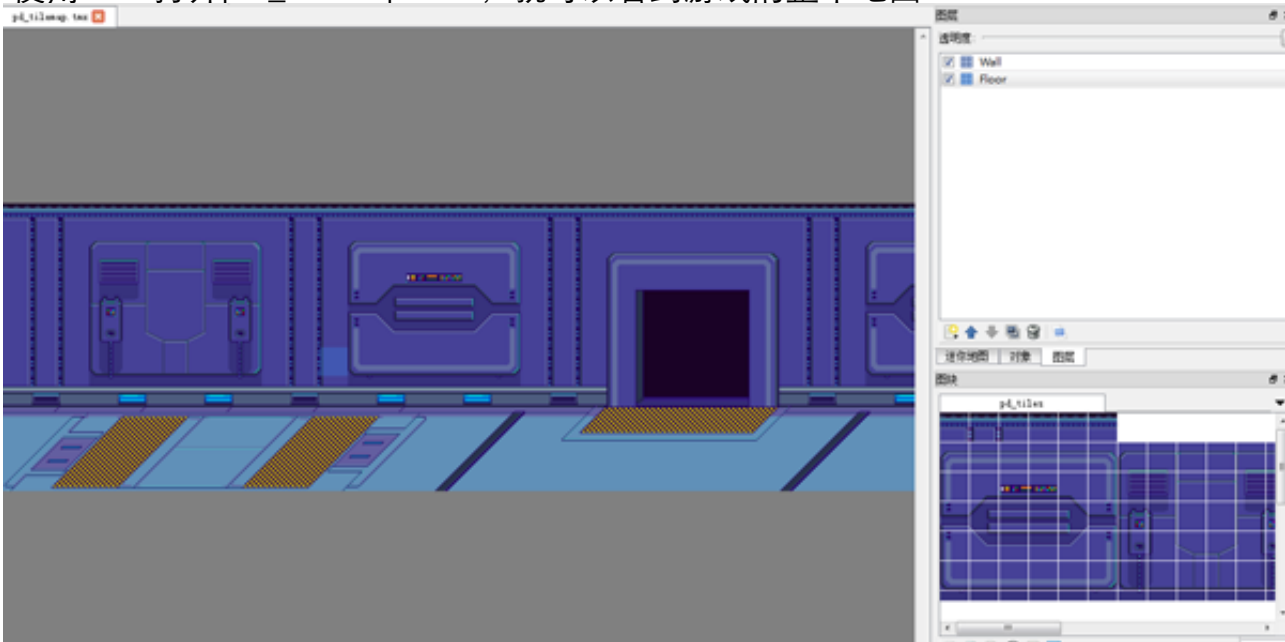 pd_tilemap.tmx
图层
透明度:
Wall
Floor
迷你地图 对象 图层
图块
pd_tiles